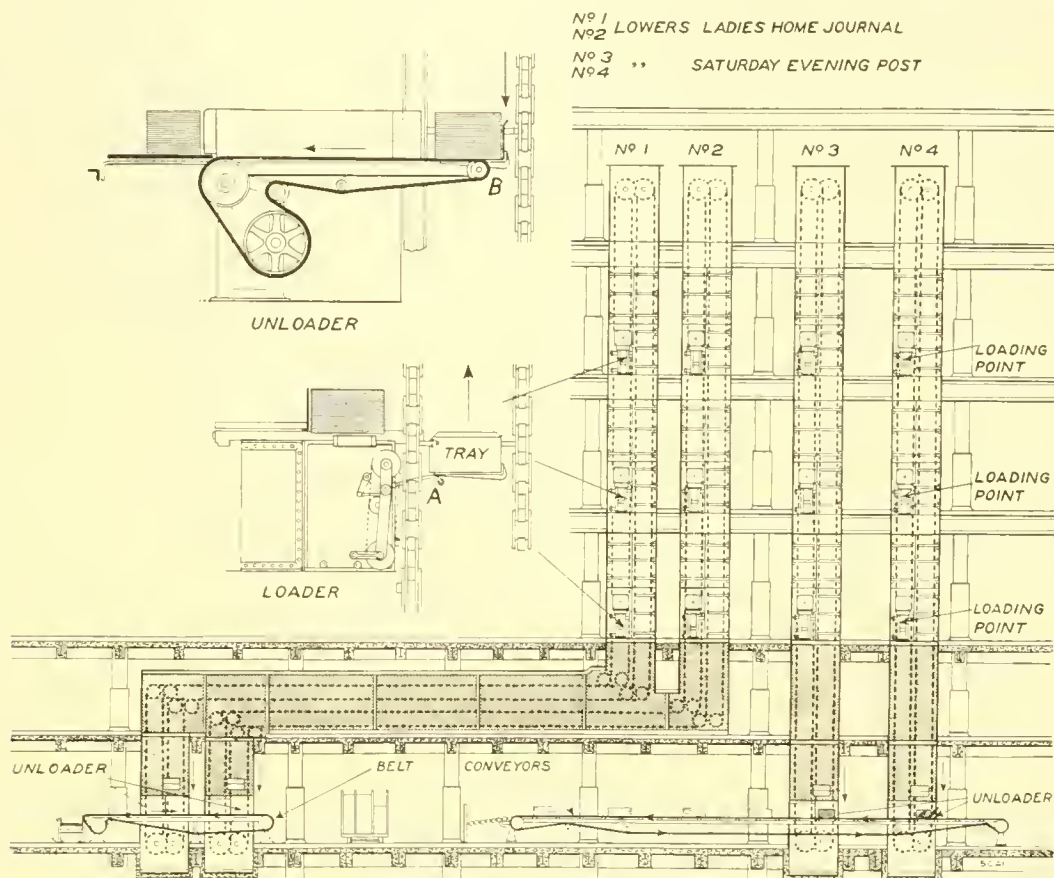 Nº 1
Nº 2 LOWERS LADIES HOME JOURNAL
Nº 3
Nº 4 ,, SATURDAY EVENING POST
Nº 1 Nº 2 Nº 3 Nº 4
B
UNLOADER
LOADING
POINT
TRAY
A
LOADING
POINT
LOADER
LOADING
POINT
UNLOADER
BELT CONVEYORS
UNLOADER